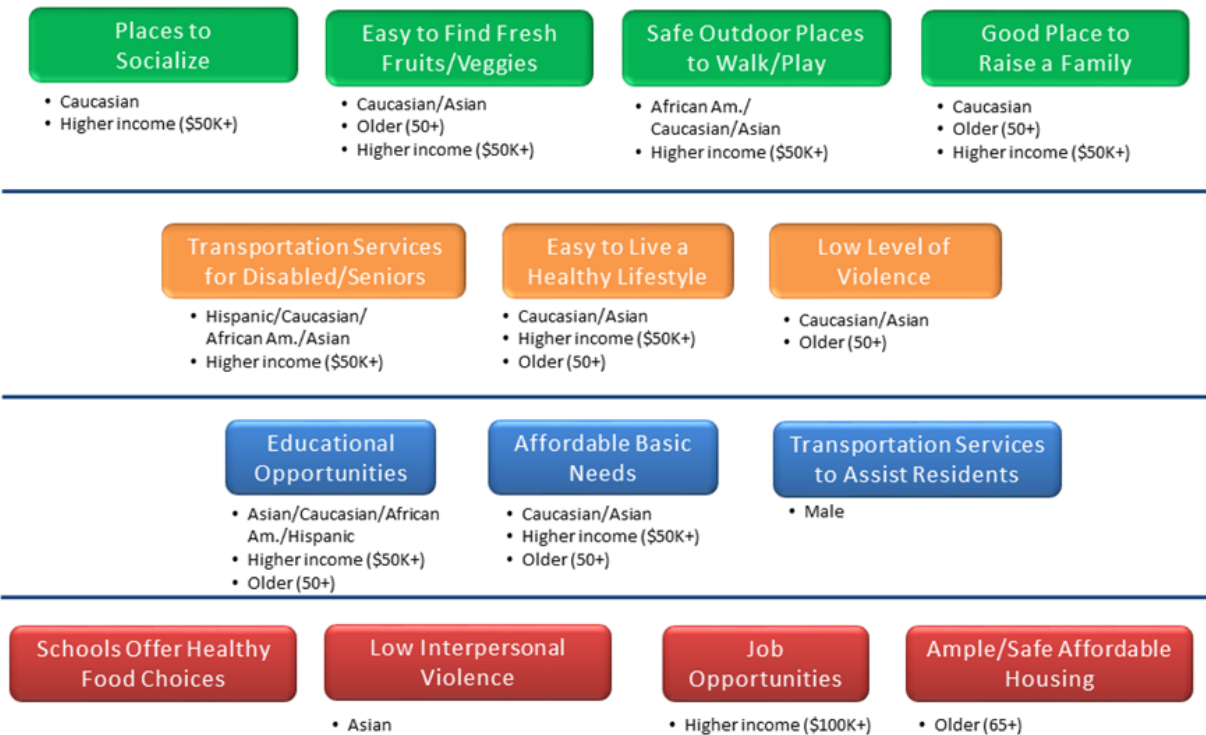 Places to
Socialize
• Caucasian
• Higher income ($50K+)
Easy to Find Fresh
Fruits/Veggies
• Caucasian/Asian
• Older (50+)
• Higher income ($50K+)
Safe Outdoor Places
to Walk/Play
• African Am./
Caucasian/Asian
• Higher income ($50K+)
Good Place to
Raise a Family
• Caucasian
• Older (50+)
• Higher income ($50K+)
Transportation Services
for Disabled/Seniors
• Hispanic/Caucasian/
African Am./Asian
• Higher income ($50K+)
Easy to Live a
Healthy Lifestyle
• Caucasian/Asian
• Higher income ($50K+)
• Older (50+)
Low Level of
Violence
• Caucasian/Asian
• Older (50+)
Educational
Opportunities
• Asian/Caucasian/African
Am./Hispanic
• Higher income ($50K+)
• Older (50+)
Affordable Basic
Needs
• Caucasian/Asian
• Higher income ($50K+)
• Older (50+)
Transportation Services
to Assist Residents
• Male
Schools Offer Healthy
Food Choices
Low Interpersonal
Violence
• Asian
Job
Opportunities
• Higher income ($100K+)
Ample/Safe Affordable
Housing
• Older (65+)